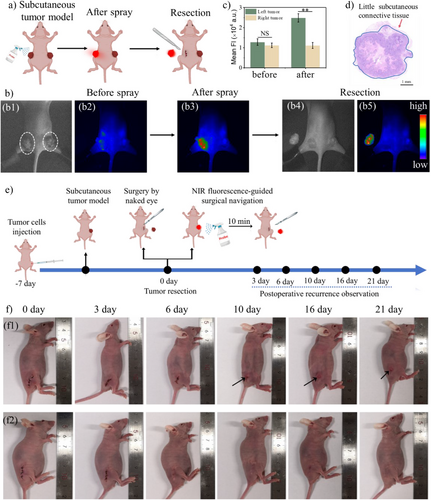 a) Subcutaneous
tumor model
After spray
Resection
c)
Left tumor
Right tumor
Mean FI (×10⁴ a.u.)
NS
**
before
after
d)
Little subcutaneous
connective tissue
b)
Before spray
After spray
Resection
(b1)
(b2)
(b3)
(b4)
(b5)
high
low
e)
Tumor cells
injection
Subcutaneous
tumor model
Surgery by
naked eye
NIR fluorescence-guided
surgical navigation
10 min
-7 day
0 day
Tumor resection
3 day
6 day
10 day
16 day
21 day
Postoperative recurrence observation
f)
0 day
3 day
6 day
10 day
16 day
21 day
(f1)
(f2)